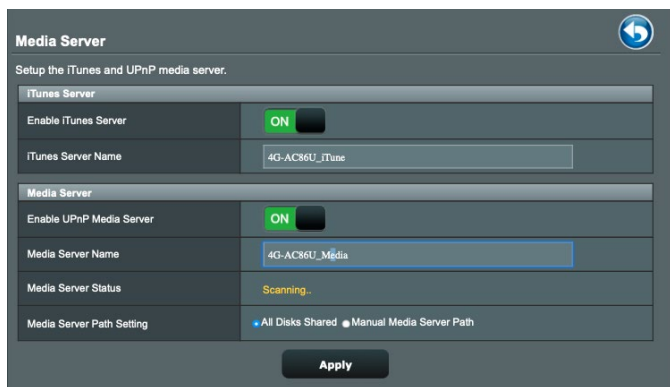 Media Server
Setup the iTunes and UPnP media server.
iTunes Server
Enable iTunes Server ON
iTunes Server Name 4G-AC86U_iTune
Media Server
Enable UPnP Media Server ON
Media Server Name 4G-AC86U_Media
Media Server Status Scanning..
Media Server Path Setting All Disks Shared Manual Media Server Path
Apply